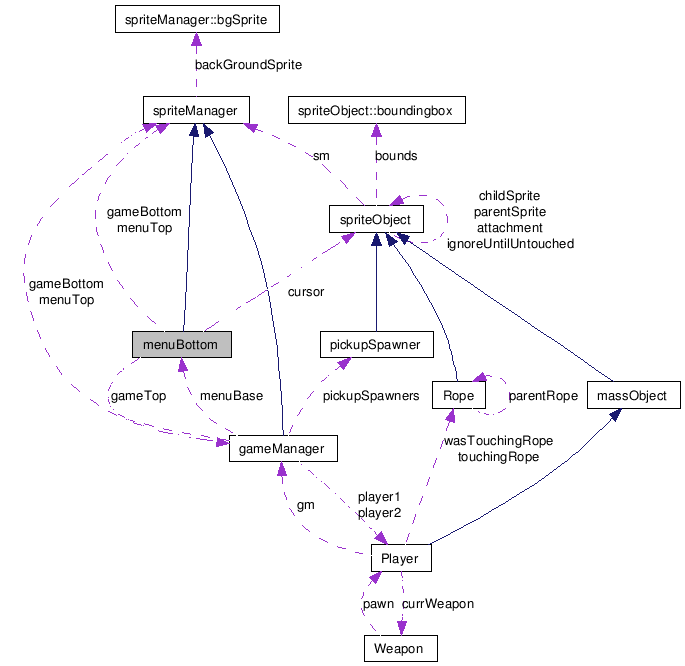 spriteManager::bgSprite
backGroundSprite
spriteManager
spriteObject::boundingbox
sm
bounds
childSprite
parentSprite
attachment
ignoreUntilUntouched
gameBottom
menuTop
spriteObject
gameBottom
menuTop
cursor
menuBottom
pickupSpawner
gameTop
menuBase
pickupSpawners
Rope
parentRope
massObject
gameManager
wasTouchingRope
touchingRope
player1
player2
gm
Player
pawn
currWeapon
Weapon